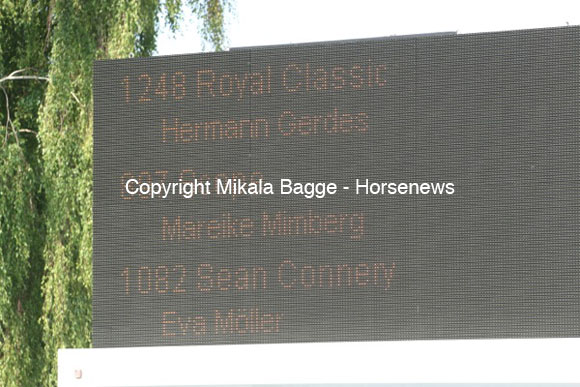 1248 Royal Classic
Hermann Gerdes
Copyright Mikala Bagge - Horsenews
Mareike Mimberg
1082 Sean Connery
Eva Möller